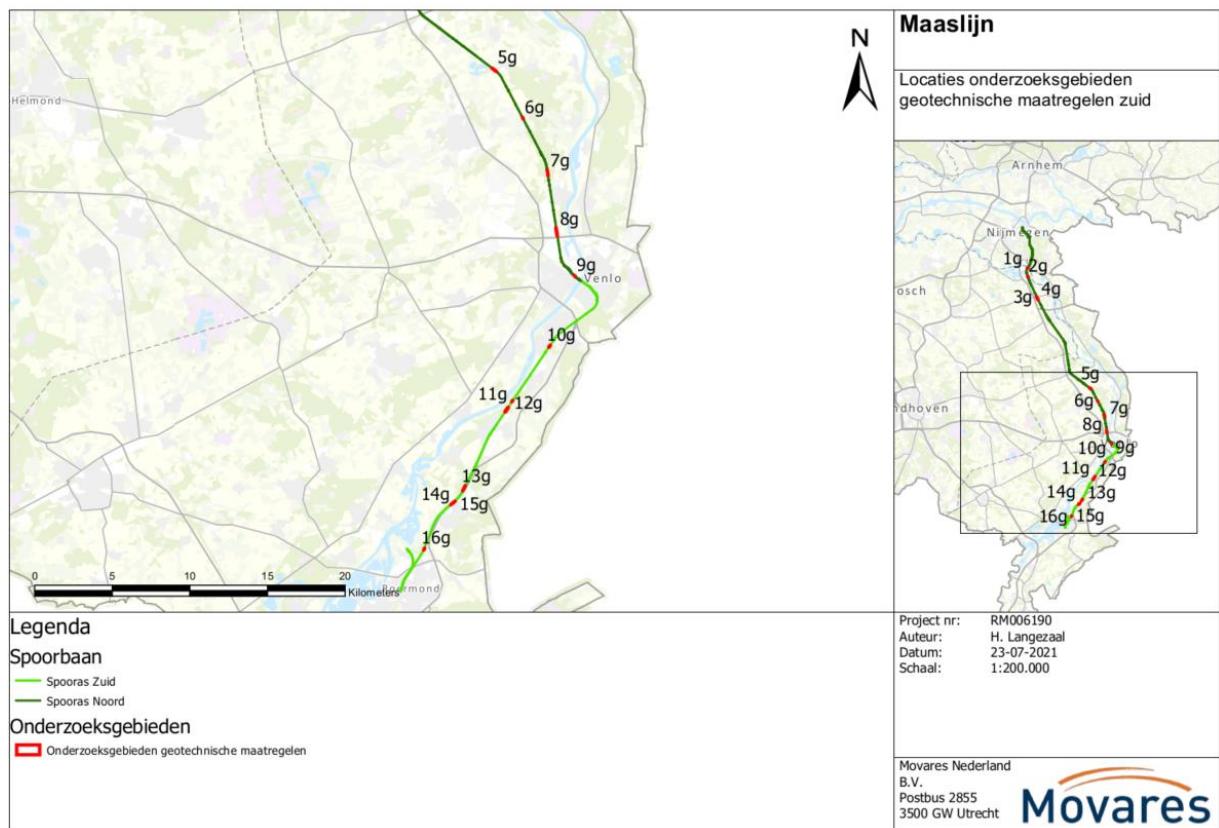 Maaslijn
Locaties onderzoeksgebieden
geotechnische maatregelen zuid
N
Helmond
5g
6g
7g
8g
9g
Venlo
10g
11g
12g
13g
14g
15g
16g
0 5 10 15 20
Kilometers
Arnhem
Nijmegen
1g
2g
4g
3g
osch
5g
6g
7g
ndhoven
8g
9g
10g
11g
12g
14g
13g
16g
15g
Legenda
Spoorbaan
Spooras Zuid
Spooras Noord
Onderzoeksgebieden
Onderzoeksgebieden geotechnische maatregelen
Project nr: RM006190
Auteur: H. Langezaal
Datum: 23-07-2021
Schaal: 1:200.000
Movares Nederland
B.V.
Postbus 2855
3500 GW Utrecht
Movares